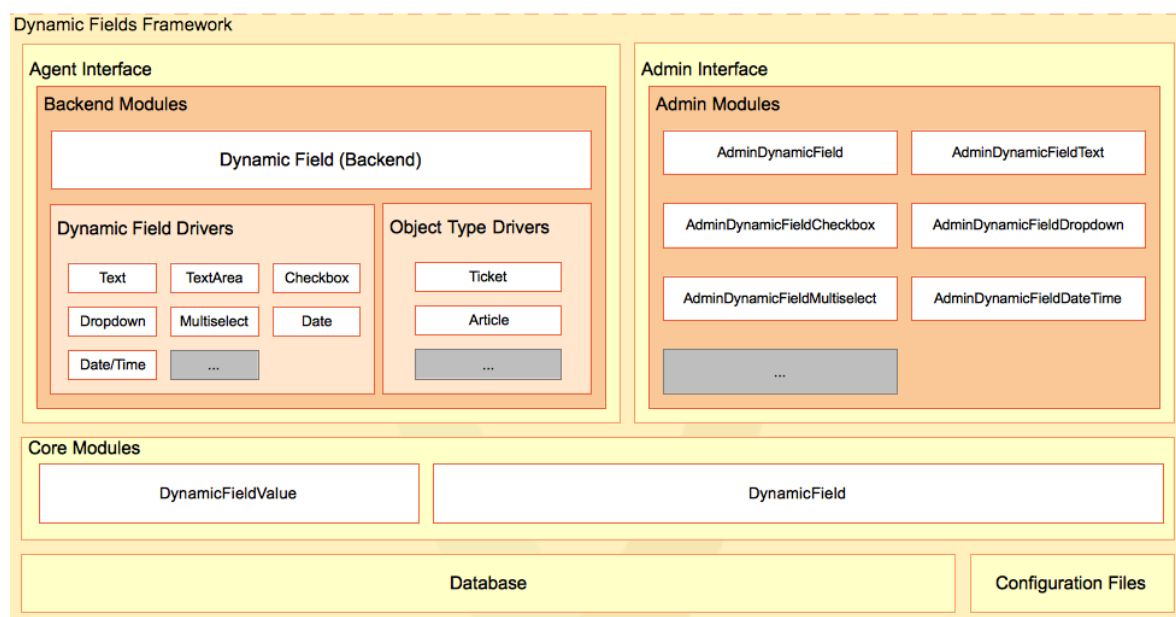 Dynamic Fields Framework
Agent Interface
Backend Modules
Dynamic Field (Backend)
Dynamic Field Drivers
Text
TextArea
Checkbox
Dropdown
Multiselect
Date
Date/Time
...
Object Type Drivers
Ticket
Article
...
Admin Interface
Admin Modules
AdminDynamicField
AdminDynamicFieldText
AdminDynamicFieldCheckbox
AdminDynamicFieldDropdown
AdminDynamicFieldMultiselect
AdminDynamicFieldDateTime
...
Core Modules
DynamicFieldValue
DynamicField
Database
Configuration Files